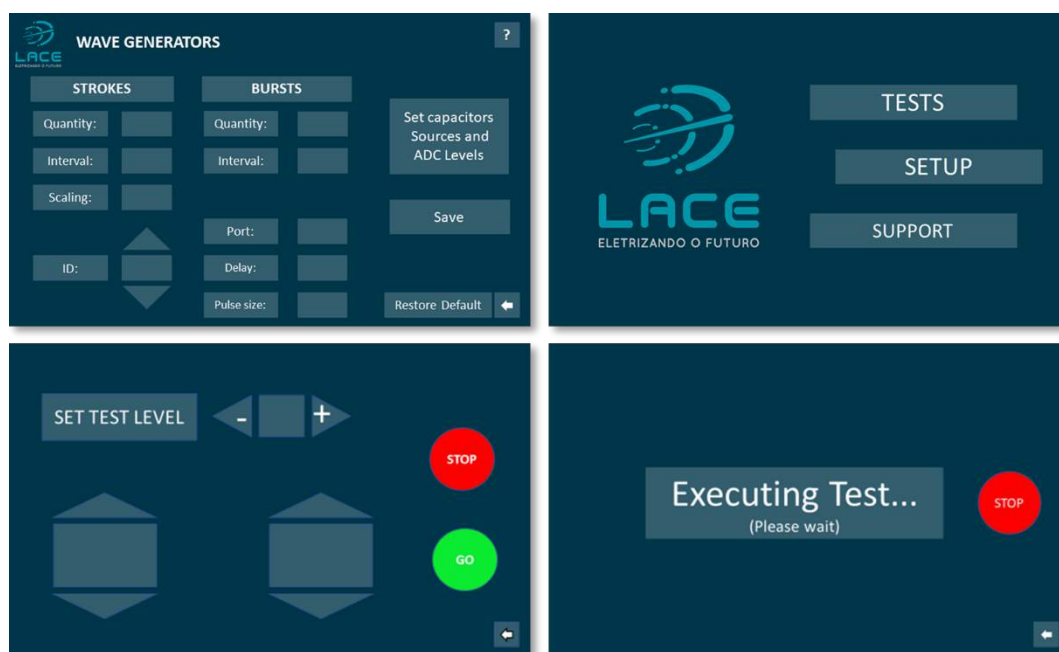 LACE
ELETRIZANDO O FUTURO
WAVE GENERATORS
?
STROKES
Quantity:
Interval:
Scaling:
ID:
BURSTS
Quantity:
Interval:
Port:
Delay:
Pulse size:
Set capacitors
Sources and
ADC Levels
Save
Restore Default
LACE
ELETRIZANDO O FUTURO
TESTS
SETUP
SUPPORT
SET TEST LEVEL
- +
STOP
GO
Executing Test...
(Please wait)
STOP